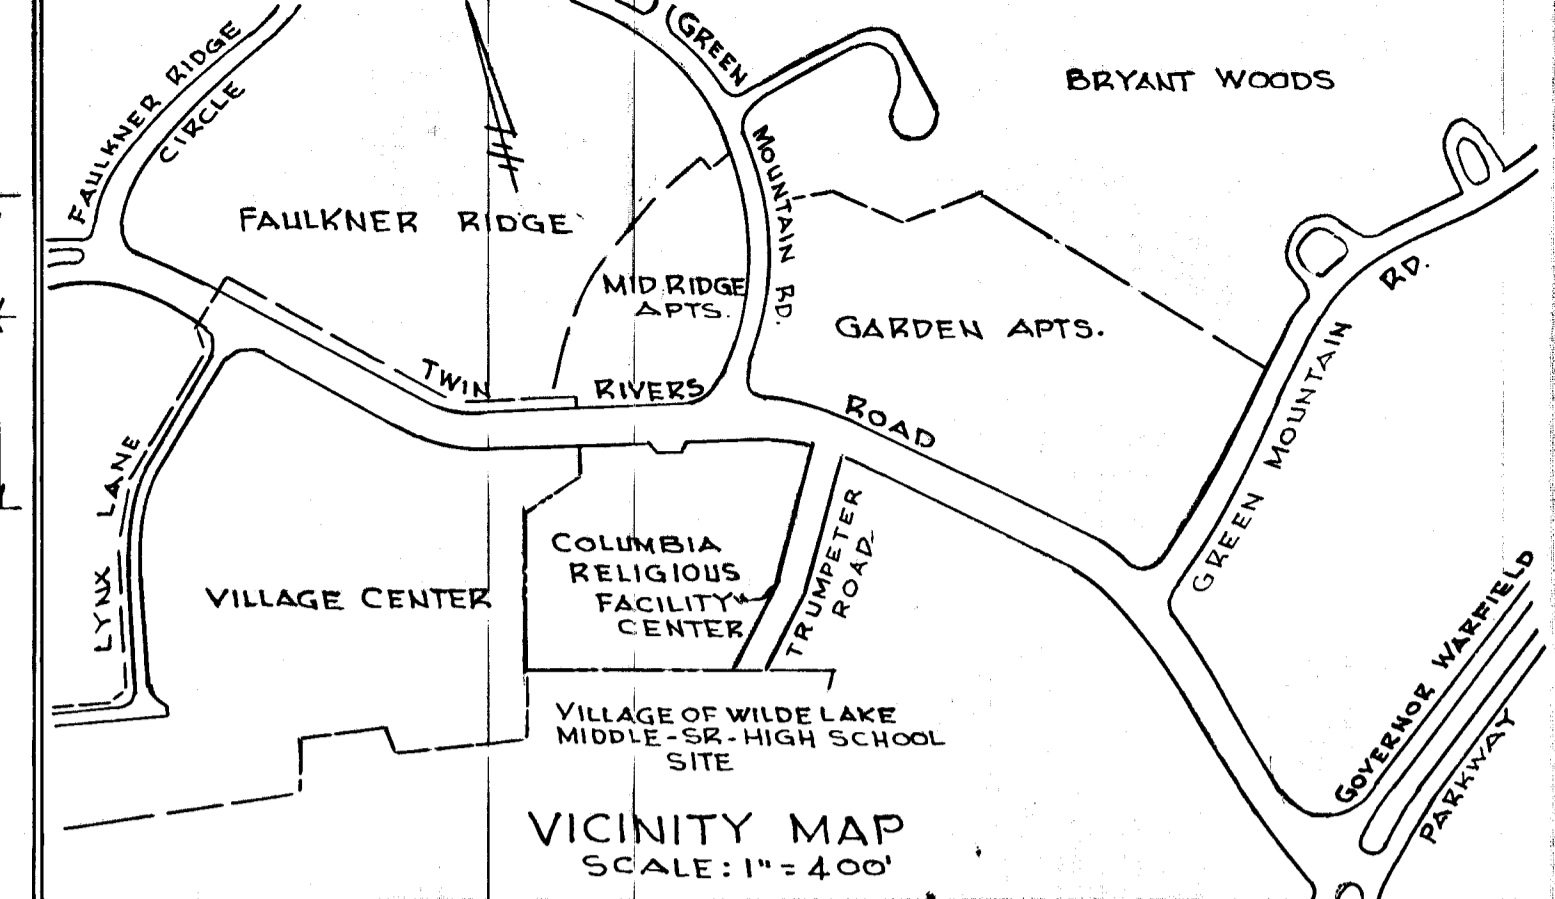 FAULKNER RIDGE
CIRCLE
GREEN
MOUNTAIN RD.
BRYANT WOODS
FAULKNER RIDGE
MID RIDGE
APTS.
GARDEN APTS.
RD.
GREEN MOUNTAIN
TWIN RIVERS ROAD
LYNX LANE
VILLAGE CENTER
COLUMBIA
RELIGIOUS
FACILITY
CENTER
TRUMPETER
ROAD
GOVERNOR WARFIELD
PARKWAY
VILLAGE OF WILDE LAKE
MIDDLE-SR-HIGH SCHOOL
SITE
VICINITY MAP
SCALE: 1" = 400'